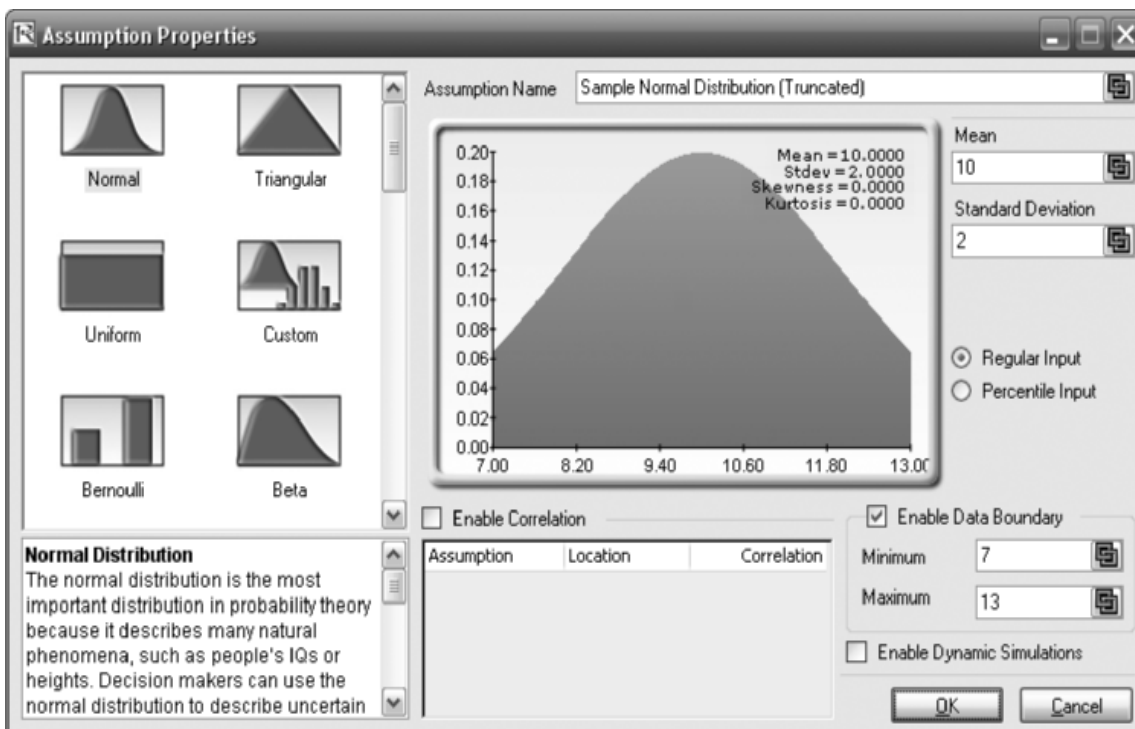 Assumption Properties
Normal
Triangular
Uniform
Custom
Bernoulli
Beta
Normal Distribution
The normal distribution is the most
important distribution in probability theory
because it describes many natural
phenomena, such as people's IQs or
heights. Decision makers can use the
normal distribution to describe uncertain
Assumption Name
Sample Normal Distribution (Truncated)
Mean =10.0000
Stdev =2.0000
Skewness =0.0000
Kurtosis =0.0000
0.20
0.18
0.16
0.14
0.12
0.10
0.08
0.06
0.04
0.02
0.00
7.00 8.20 9.40 10.60 11.80 13.00
Mean
10
Standard Deviation
2
Regular Input
Percentile Input
Enable Correlation
Assumption Location Correlation
Enable Data Boundary
Minimum 7
Maximum 13
Enable Dynamic Simulations
OK Cancel